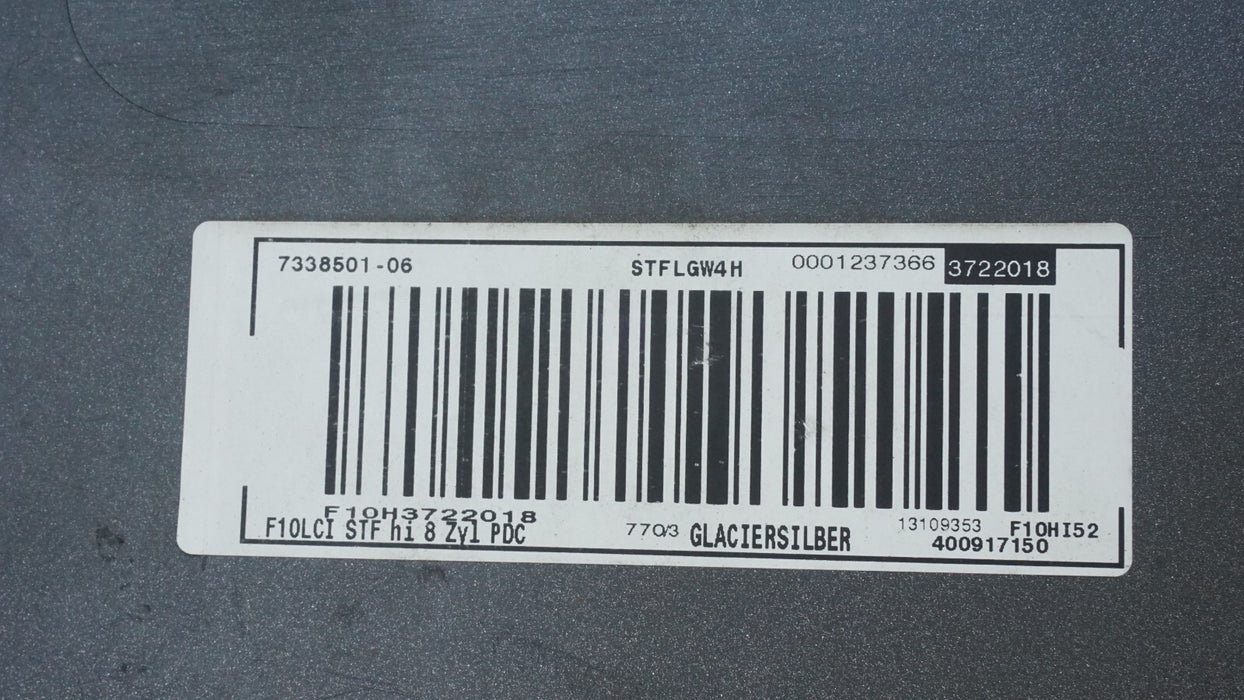 7338501-06 STFLGW4H 0001237366 3722018
F10H3722018
F10LCI STF hi 8 Zyl PDC 770/3 GLACIERSILBER 13109353 F10HI52
400917150